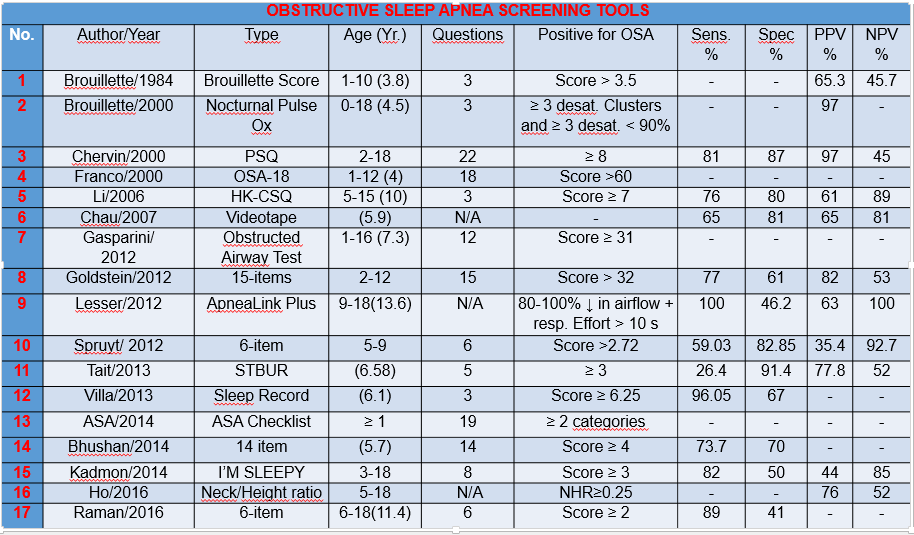 OBSTRUCTIVE SLEEP APNEA SCREENING TOOLS
No. Author/Year Type Age (Yr.) Questions Positive for OSA Sens. % Spec % PPV % NPV %
1 Brouillette/1984 Brouillette Score 1-10 (3.8) 3 Score > 3.5 - - 65.3 45.7
2 Brouillette/2000 Nocturnal Pulse Ox 0-18 (4.5) 3 ≥ 3 desat. Clusters and ≥ 3 desat. < 90% - - 97 -
3 Chervin/2000 PSQ 2-18 22 ≥ 8 81 87 97 45
4 Franco/2000 OSA-18 1-12 (4) 18 Score >60 - - - -
5 Li/2006 HK-CSQ 5-15 (10) 3 Score ≥ 7 76 80 61 89
6 Chau/2007 Videotape (5.9) N/A - 65 81 65 81
7 Gasparini/ 2012 Obstructed Airway Test 1-16 (7.3) 12 Score ≥ 31 - - - -
8 Goldstein/2012 15-items 2-12 15 Score > 32 77 61 82 53
9 Lesser/2012 ApneaLink Plus 9-18(13.6) N/A 80-100% ↓ in airflow + resp. Effort > 10 s 100 46.2 63 100
10 Spruyt/ 2012 6-item 5-9 6 Score >2.72 59.03 82.85 35.4 92.7
11 Tait/2013 STBUR (6.58) 5 ≥ 3 26.4 91.4 77.8 52
12 Villa/2013 Sleep Record (6.1) 3 Score ≥ 6.25 96.05 67 - -
13 ASA/2014 ASA Checklist ≥ 1 19 ≥ 2 categories - - - -
14 Bhushan/2014 14 item (5.7) 14 Score ≥ 4 73.7 70 - -
15 Kadmon/2014 I'M SLEEPY 3-18 8 Score ≥ 3 82 50 44 85
16 Ho/2016 Neck/Height ratio 5-18 N/A NHR≥0.25 - - 76 52
17 Raman/2016 6-item 6-18(11.4) 6 Score ≥ 2 89 41 - -